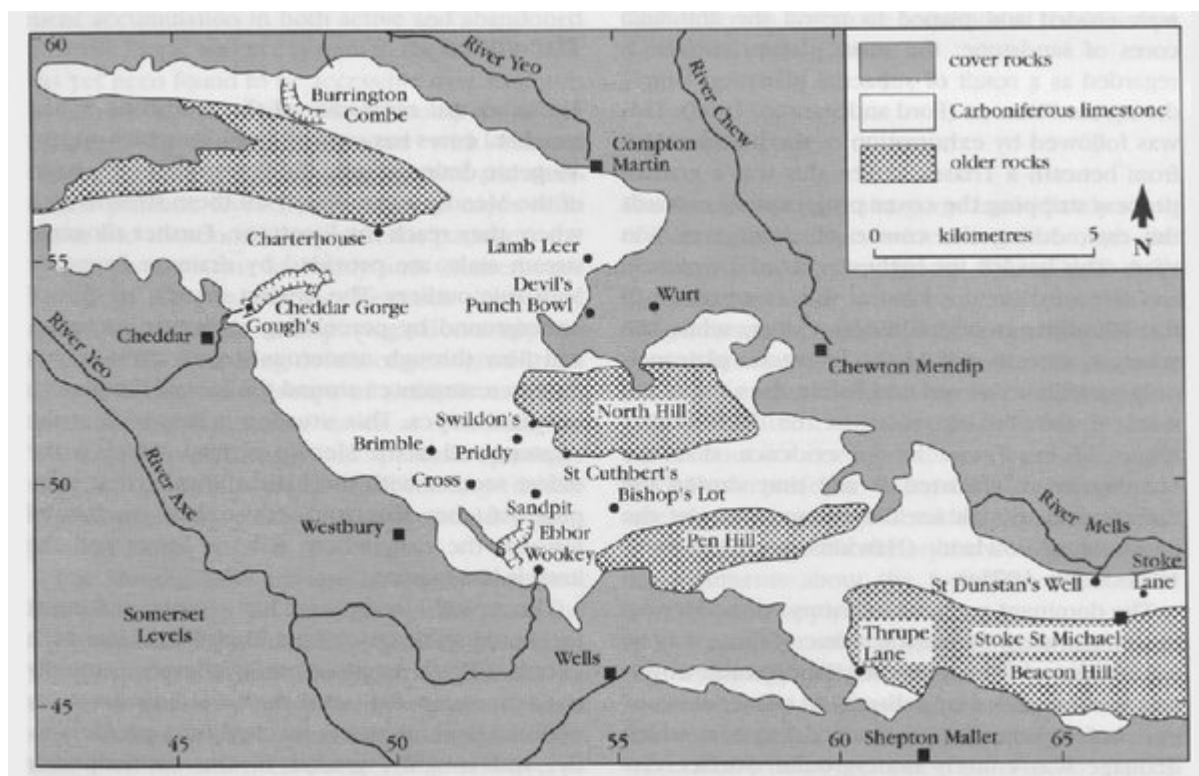 60
River Yeo
Burrington
Combe
River Chew
Compton
Martin
cover rocks
Carboniferous limestone
older rocks
0 kilometres 5
N
Charterhouse
55
Lamb Leer
Devil's
Punch Bowl
Wurt
Cheddar Gorge
Gough's
Cheddar
River Yeo
Chewton Mendip
North Hill
Swildon's
Brimble
Priddy
St Cuthbert's
Cross
50
Bishop's Lot
Sandpit
River Axe
Westbury
Ebbor
Wookey
Pen Hill
River Mells
Stoke
Lane
St Dunstan's Well
Somerset
Levels
Thrupe
Lane
Stoke St Michael
Wells
Beacon Hill
45
Shepton Mallet
45
50
55
60
65